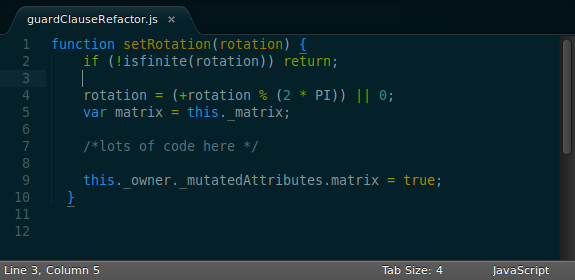 guardClauseRefactor.js ×
1 function setRotation(rotation) {
2 if (!isfinite(rotation)) return;
3
4 rotation = (+rotation % (2 * PI)) || 0;
5 var matrix = this._matrix;
6
7 /*lots of code here */
8
9 this._owner._mutatedAttributes.matrix = true;
10 }
11
12
Line 3, Column 5 Tab Size: 4 JavaScript